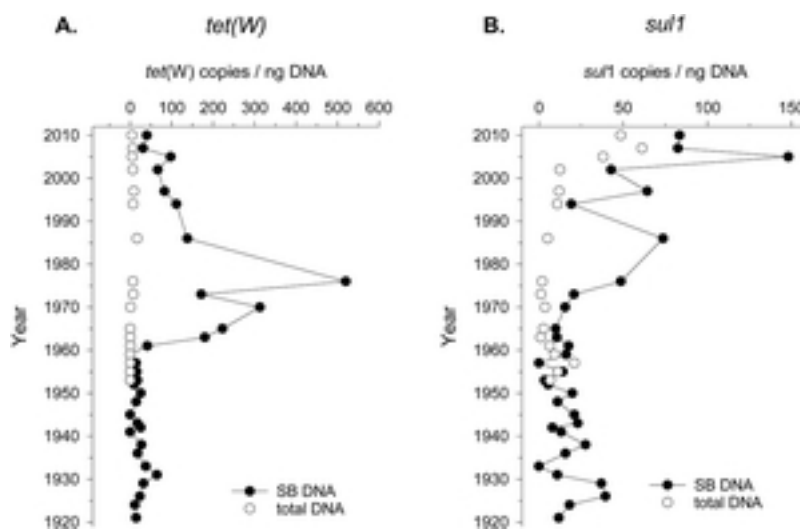 A. tet(W)
tet(W) copies / ng DNA
0 100 200 300 400 500 600
2010
2000
1990
1980
1970
1960
1950
1940
1930
1920
Year
SB DNA
total DNA
B. sul1
sul1 copies / ng DNA
0 50 100 150
2010
2000
1990
1980
1970
1960
1950
1940
1930
1920
Year
SB DNA
total DNA